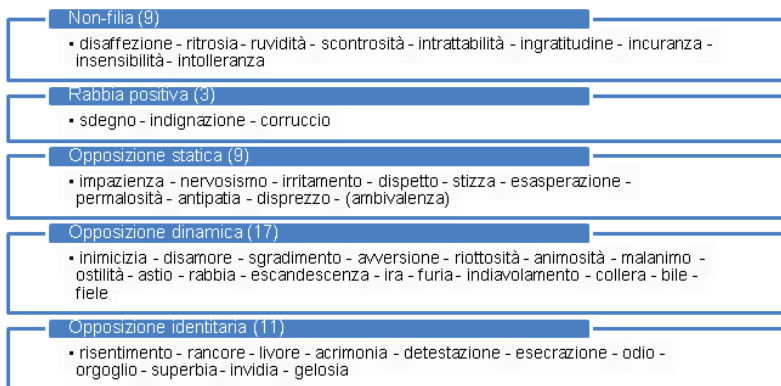 Non-filia (9)
▪ disaffezione - ritrosia - ruvidità - scontrosità - intrattabilità - ingratitudine - incuranza -
insensibilità - intolleranza
Rabbia positiva (3)
▪ sdegno - indignazione - corruccio
Opposizione statica (9)
▪ impazienza - nervosismo - irritamento - dispetto - stizza - esasperazione -
permalosità - antipatia - disprezzo - (ambivalenza)
Opposizione dinamica (17)
▪ inimicizia - disamore - sgradimento - avversione - riottosità - animosità - malanimo -
ostilità - astio - rabbia - escandescenza - ira - furia - indiavolamento - collera - bile -
fiele
Opposizione identitaria (11)
▪ risentimento - rancore - livore - acrimonia - detestazione - esecrazione - odio -
orgoglio - superbia - invidia - gelosia